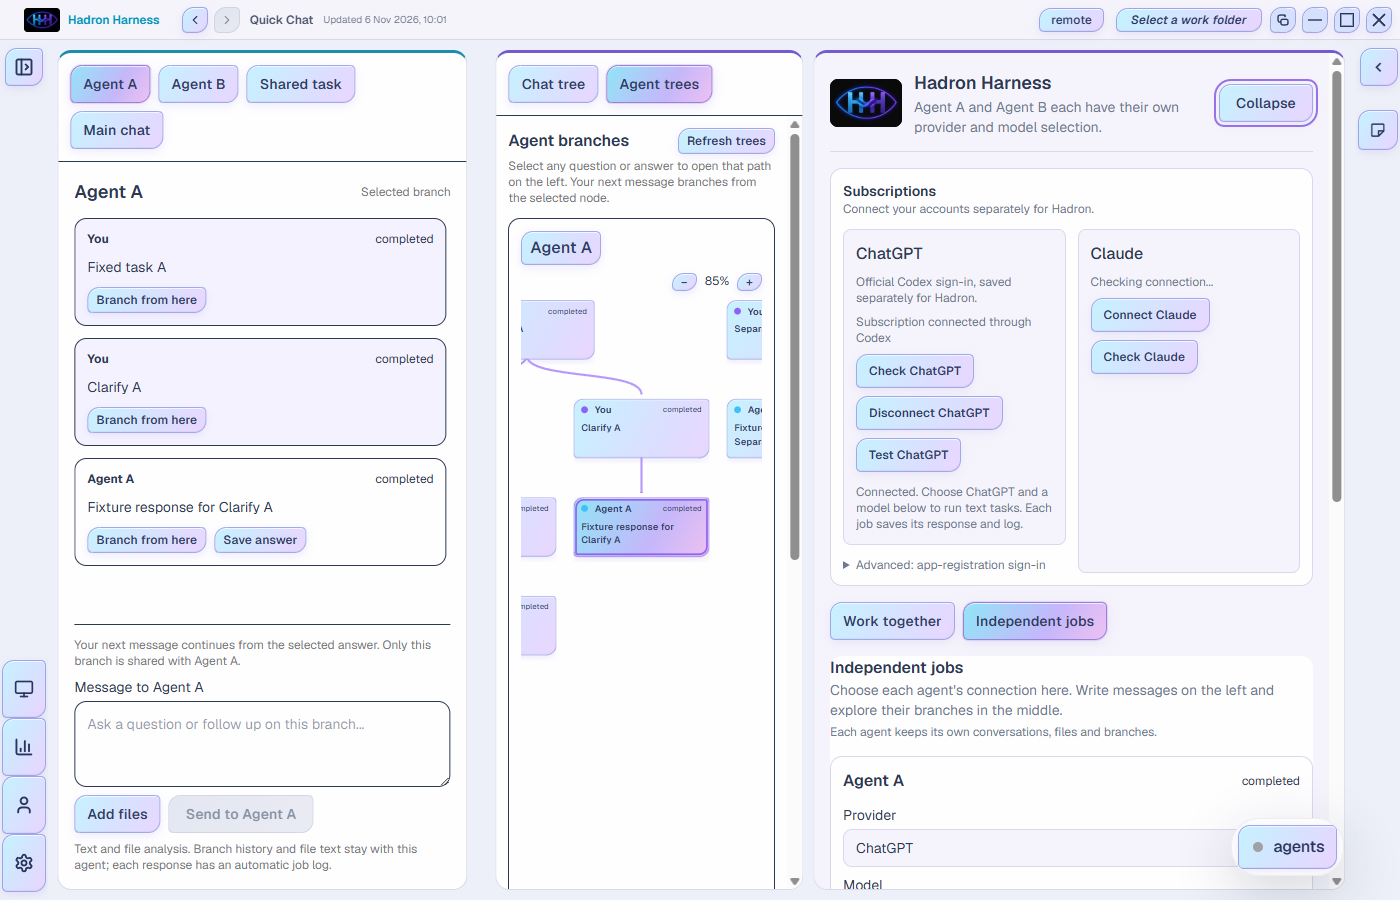 Hadron Harness
Quick Chat
Updated 6 Nov 2026, 10:01
remote
Select a work folder
Agent A
Agent B
Shared task
Main chat
Agent A
Selected branch
You
completed
Fixed task A
Branch from here
You
completed
Clarify A
Branch from here
Agent A
completed
Fixture response for Clarify A
Branch from here
Save answer
Your next message continues from the selected answer. Only this
branch is shared with Agent A.
Message to Agent A
Ask a question or follow up on this branch...
Add files
Send to Agent A
Text and file analysis. Branch history and file text stay with this
agent; each response has an automatic job log.
Chat tree
Agent trees
Agent branches
Refresh trees
Select any question or answer to open that path
on the left. Your next message branches from
the selected node.
Agent A
−
85%
+
completed
You
Separ
You
completed
Clarify A
Age
Fixture
Separ
Agent A
completed
Fixture response for
Clarify A
HH
Hadron Harness
Agent A and Agent B each have their own
provider and model selection.
Collapse
Subscriptions
Connect your accounts separately for Hadron.
ChatGPT
Official Codex sign-in, saved
separately for Hadron.
Subscription connected through
Codex
Check ChatGPT
Disconnect ChatGPT
Test ChatGPT
Connected. Choose ChatGPT and a
model below to run text tasks. Each
job saves its response and log.
Advanced: app-registration sign-in
Claude
Checking connection...
Connect Claude
Check Claude
Work together
Independent jobs
Independent jobs
Choose each agent's connection here. Write messages on the left and
explore their branches in the middle.
Each agent keeps its own conversations, files and branches.
Agent A
completed
Provider
ChatGPT
Model
agents